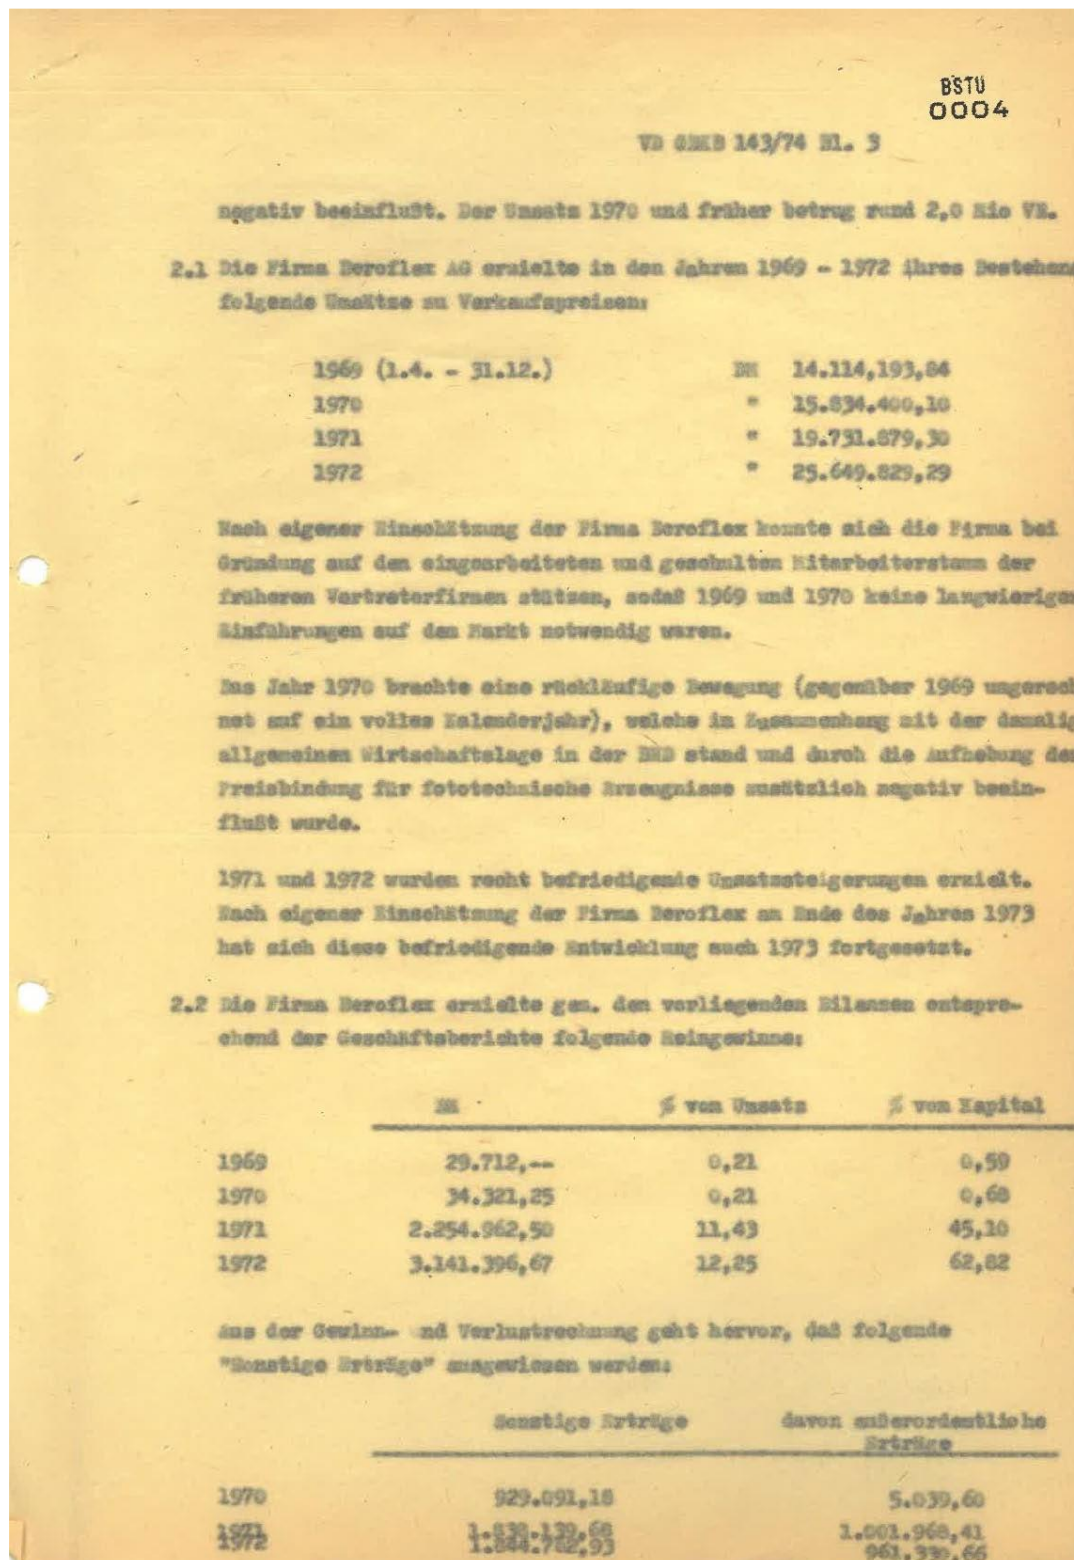 BSTU
0004
143/74 Bl. 3
negativ beeinflußt. Der Umsatz 1970 und früher betrug rund 2,0 Mio VE.
2.1 Die Firma Beroflex AG erzielte in den Jahren 1969 - 1972 ihres
folgende Umsätze zu Verkaufspreisen:
1969 (1.4. - 31.12.) DM 14.114,193,84
1970 " 15.834.400,10
1971 " 19.731.879,30
1972 " 25.649.829,29
Nach eigener Einschätzung der Firma Beroflex konnte sich die Firma bei
Gründung auf den eingearbeiteten und geschulten Mitarbeiterstamm der
früheren Vertreterfirmen stützen, sodaß 1969 und 1970 keine
Einführungen auf dem Markt notwendig waren.
Das Jahr 1970 brachte eine rückläufige Bewegung (gegenüber 1969 umgerech
net auf ein volles Kalenderjahr), welche im Zusammenhang mit der damalig
allgemeinen Wirtschaftslage in der BRD stand und durch die Aufhebung der
Preisbindung für fototechnische Erzeugnisse zusätzlich negativ beein-
flußt wurde.
1971 und 1972 wurden recht befriedigende Umsatzsteigerungen erzielt.
Nach eigener Einschätzung der Firma Beroflex am Ende des Jahres 1973
hat sich diese befriedigende Entwicklung auch 1973 fortgesetzt.
2.2 Die Firma Beroflex erzielte gem. den vorliegenden Bilanzen entspre-
chend der Geschäftsberichte folgende Reingewinne:
DM % vom Umsatz % vom Kapital
1969 29.712,-- 0,21 0,59
1970 34.321,25 0,21 0,68
1971 2.254.962,50 11,43 45,10
1972 3.141.396,67 12,25 62,82
Aus der Gewinn- und Verlustrechnung geht hervor, daß folgende
"Sonstige Erträge" ausgewiesen werden:
Sonstige Erträge davon außerordentliche
Erträge
1970 929.091,18 5.039,60
1971 1.838.139,68 1.001.968,41
1972 1.844.762,93 961.339,66